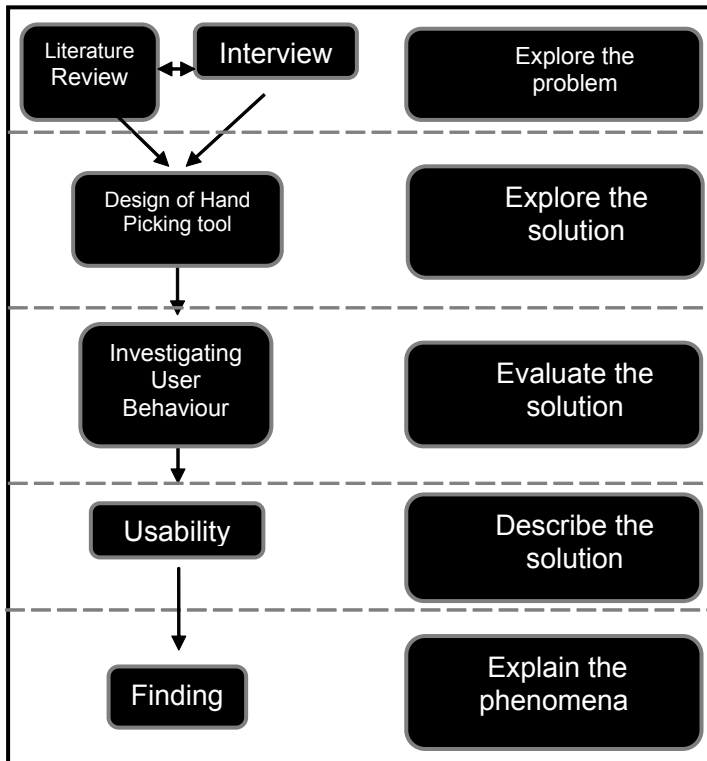 Literature
Review
Interview
Explore the
problem
Design of Hand
Picking tool
Explore the
solution
Investigating
User
Behaviour
Evaluate the
solution
Usability
Describe the
solution
Finding
Explain the
phenomena